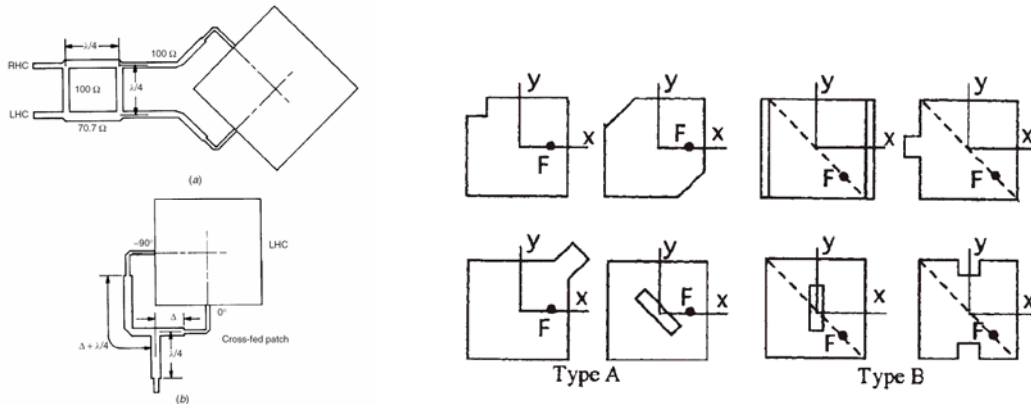 λ/4
100 Ω
RHC
100 Ω
λ/4
LHC
70.7 Ω
(a)
−90°
LHC
Δ
0°
Cross-fed patch
Δ + λ/4
λ/4
(b)
y
x
F
y
x
F
y
x
F
y
x
F
y
x
F
y
x
F
y
x
F
y
x
F
Type A
Type B